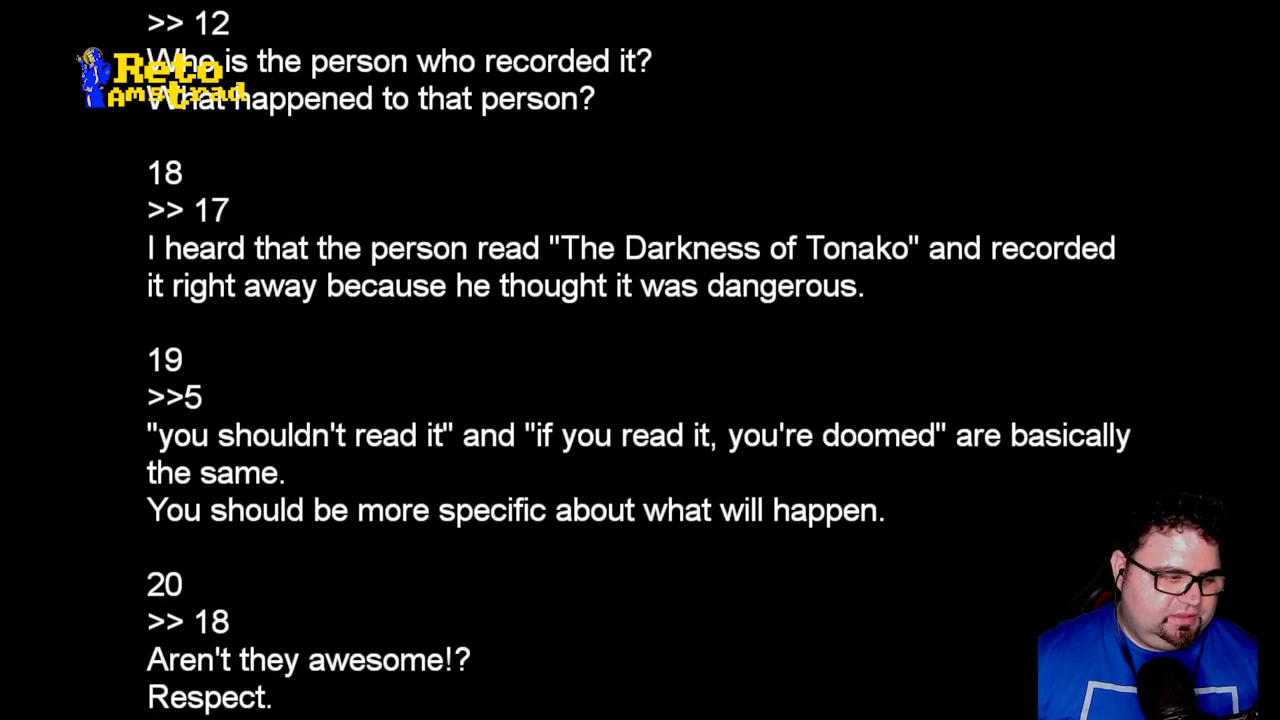 >> 12
Who is the person who recorded it?
Reto
Amstrad
What happened to that person?
18
>> 17
I heard that the person read "The Darkness of Tonako" and recorded
it right away because he thought it was dangerous.
19
>>5
"you shouldn't read it" and "if you read it, you're doomed" are basically
the same.
You should be more specific about what will happen.
20
>> 18
Aren't they awesome!?
Respect.